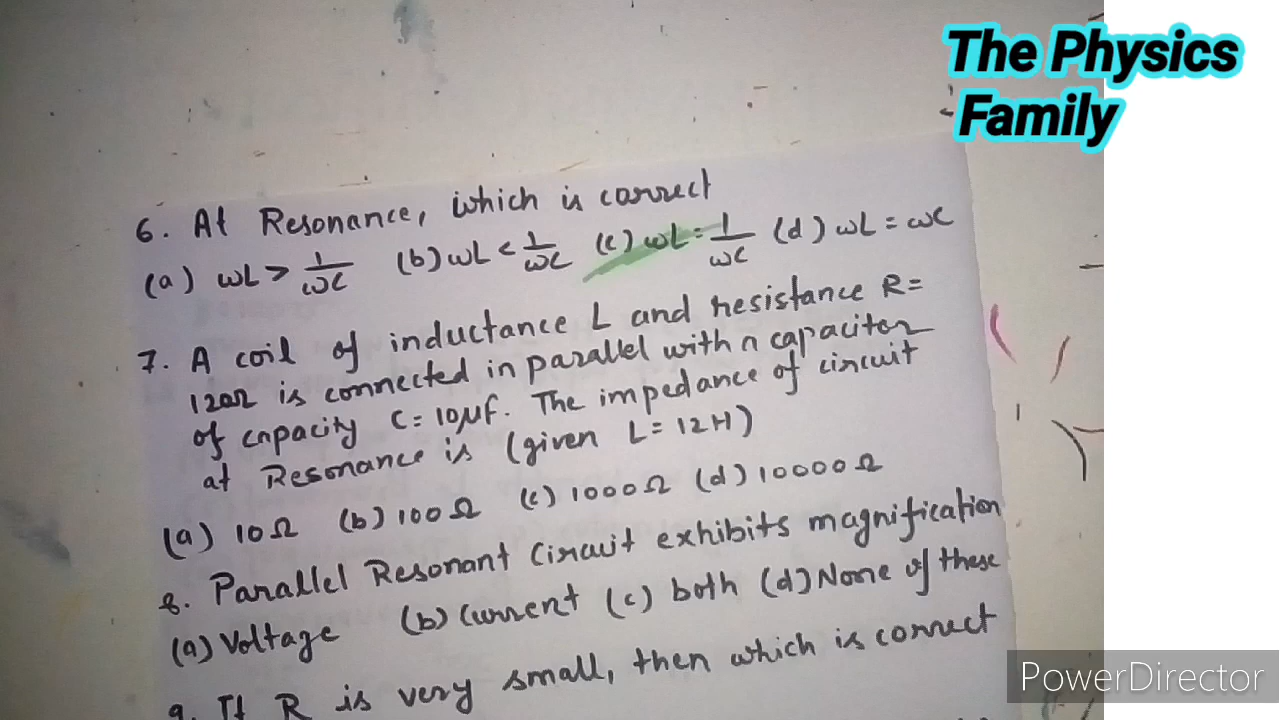 The Physics
Family
6. At Resonance, which is correct
(a) ωL > 1/ωC (b) ωL < 1/ωC (c) ωL = 1/ωC (d) ωL = ωC
7. A coil of inductance L and resistance R =
120Ω is connected in parallel with a capacitor
of capacity C = 10μF. The impedance of circuit
at Resonance is (given L = 12H)
(a) 10Ω (b) 100Ω (c) 1000Ω (d) 10000Ω
8. Parallel Resonant Circuit exhibits magnification
(a) Voltage (b) Current (c) both (d) None of these
9. If R is very small, then which is correct
PowerDirector